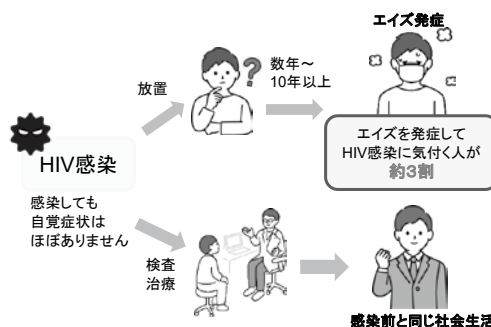 エイズ発症
放置
数年～
10年以上
エイズを発症して
HIV感染に気付く人が
約3割
HIV感染
感染しても
自覚症状は
ほぼありません
検査
治療
感染前と同じ社会生活